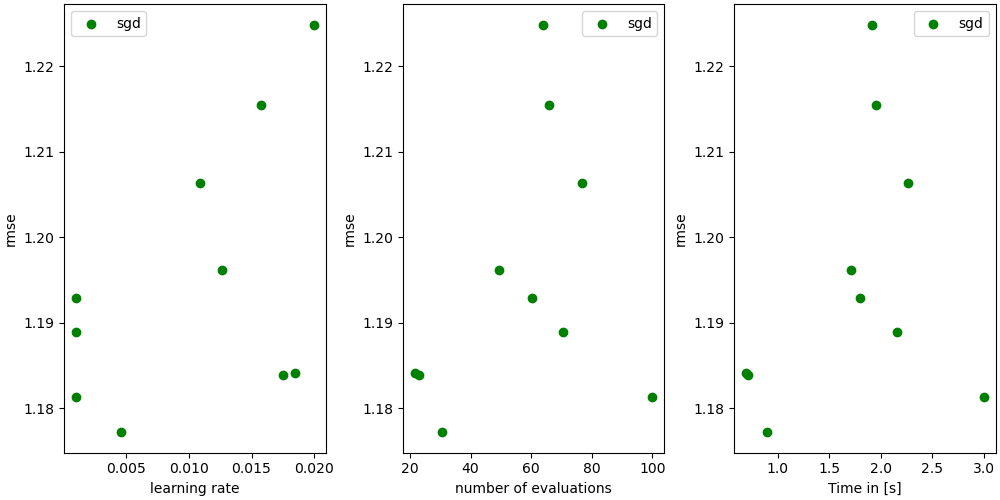 sgd
1.22
1.21
1.20
1.19
1.18
rmse
0.005 0.010 0.015 0.020
learning rate
sgd
1.22
1.21
1.20
1.19
1.18
rmse
20 40 60 80 100
number of evaluations
sgd
1.22
1.21
1.20
1.19
1.18
rmse
1.0 1.5 2.0 2.5 3.0
Time in [s]